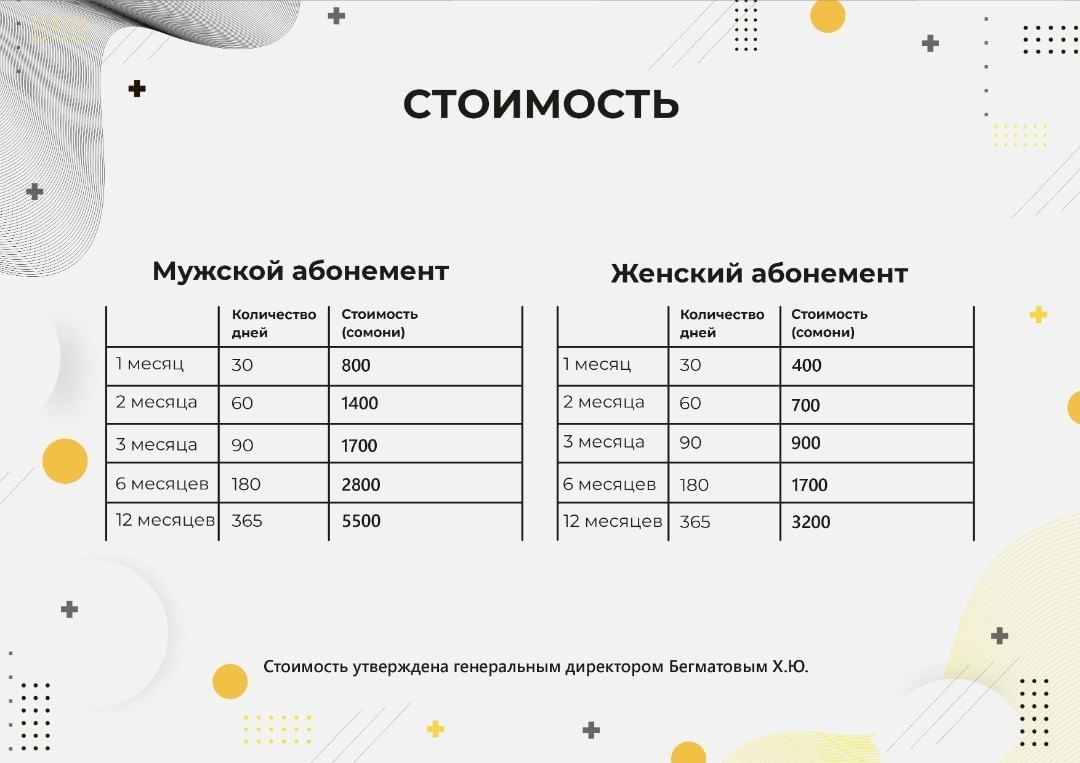 СТОИМОСТЬ
Мужской абонемент
Количество дней Стоимость (сомони)
1 месяц 30 800
2 месяца 60 1400
3 месяца 90 1700
6 месяцев 180 2800
12 месяцев 365 5500
Женский абонемент
Количество дней Стоимость (сомони)
1 месяц 30 400
2 месяца 60 700
3 месяца 90 900
6 месяцев 180 1700
12 месяцев 365 3200
Стоимость утверждена генеральным директором Бегматовым Х.Ю.